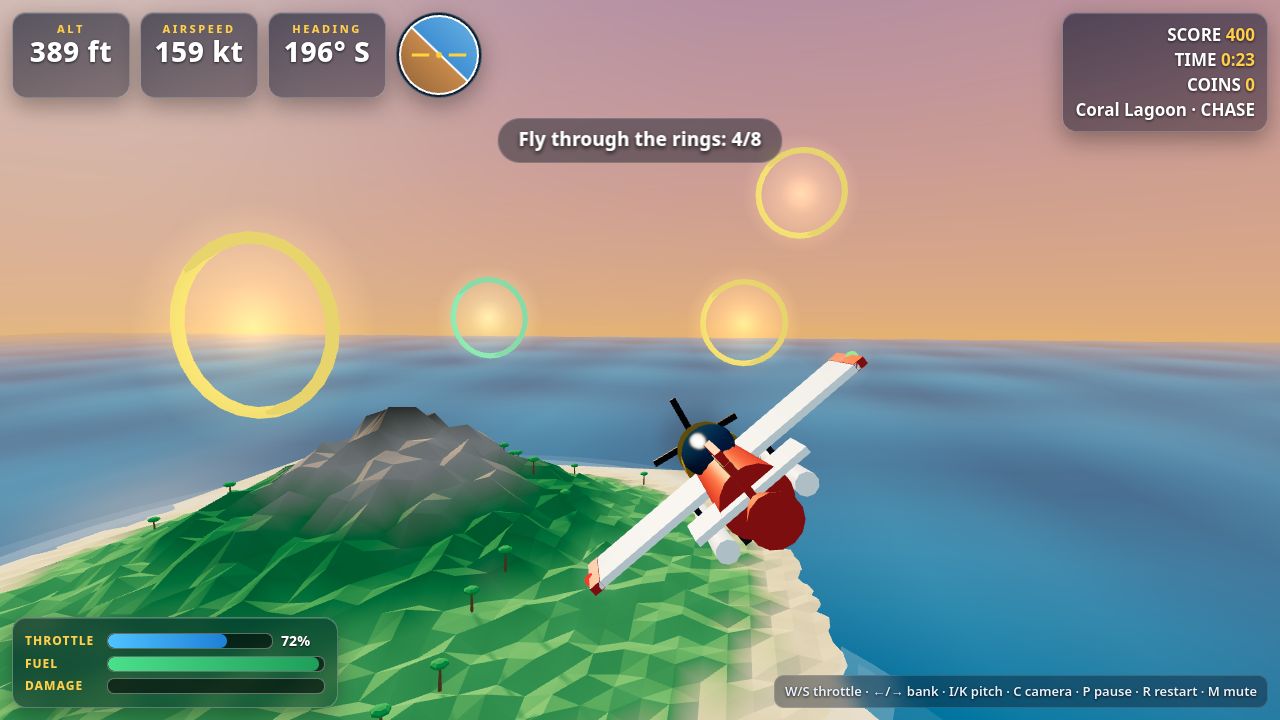 ALT
389 ft
AIRSPEED
159 kt
HEADING
196° S
SCORE 400
TIME 0:23
COINS 0
Coral Lagoon · CHASE
Fly through the rings: 4/8
THROTTLE 72%
FUEL
DAMAGE
W/S throttle · ←/→ bank · I/K pitch · C camera · P pause · R restart · M mute